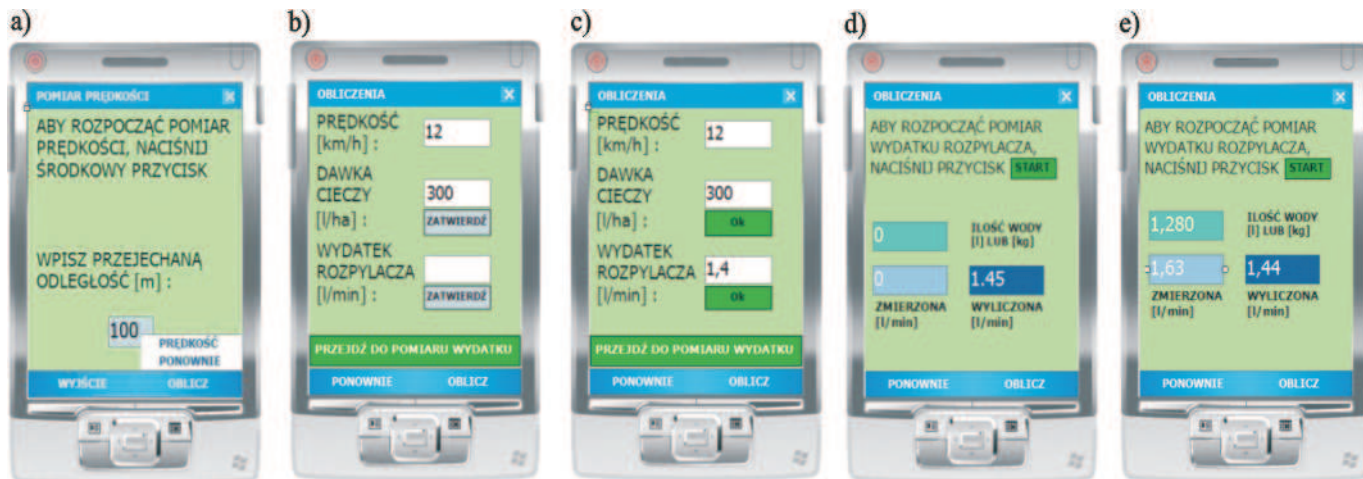 a)
POMIAR PRĘDKOŚCI
ABY ROZPOCZĄĆ POMIAR
PRĘDKOŚCI, NACIŚNIJ
ŚRODKOWY PRZYCISK
WPISZ PRZEJECHANĄ
ODLEGŁOŚĆ [m] :
100
PRĘDKOŚĆ
PONOWNIE
WYJŚCIE OBLICZ
b)
OBLICZENIA
PRĘDKOŚĆ
[km/h] :
12
DAWKA
CIECZY
300
[l/ha] :
ZATWIERDŹ
WYDATEK
ROZPYLACZA
[l/min] :
ZATWIERDŹ
PRZEJDŹ DO POMIARU WYDATKU
PONOWNIE OBLICZ
c)
OBLICZENIA
PRĘDKOŚĆ
[km/h] :
12
DAWKA
CIECZY
300
[l/ha] :
Ok
WYDATEK
ROZPYLACZA
1,4
[l/min] :
Ok
PRZEJDŹ DO POMIARU WYDATKU
PONOWNIE OBLICZ
d)
OBLICZENIA
ABY ROZPOCZĄĆ POMIAR
WYDATKU ROZPYLACZA,
NACIŚNIJ PRZYCISK START
0
ILOŚĆ WODY
[l] LUB [kg]
0 1.45
ZMIERZONA WYLICZONA
[l/min] [l/min]
PONOWNIE OBLICZ
e)
OBLICZENIA
ABY ROZPOCZĄĆ POMIAR
WYDATKU ROZPYLACZA,
NACIŚNIJ PRZYCISK START
1,280
ILOŚĆ WODY
[l] LUB [kg]
1,63 1,44
ZMIERZONA WYLICZONA
[l/min] [l/min]
PONOWNIE OBLICZ